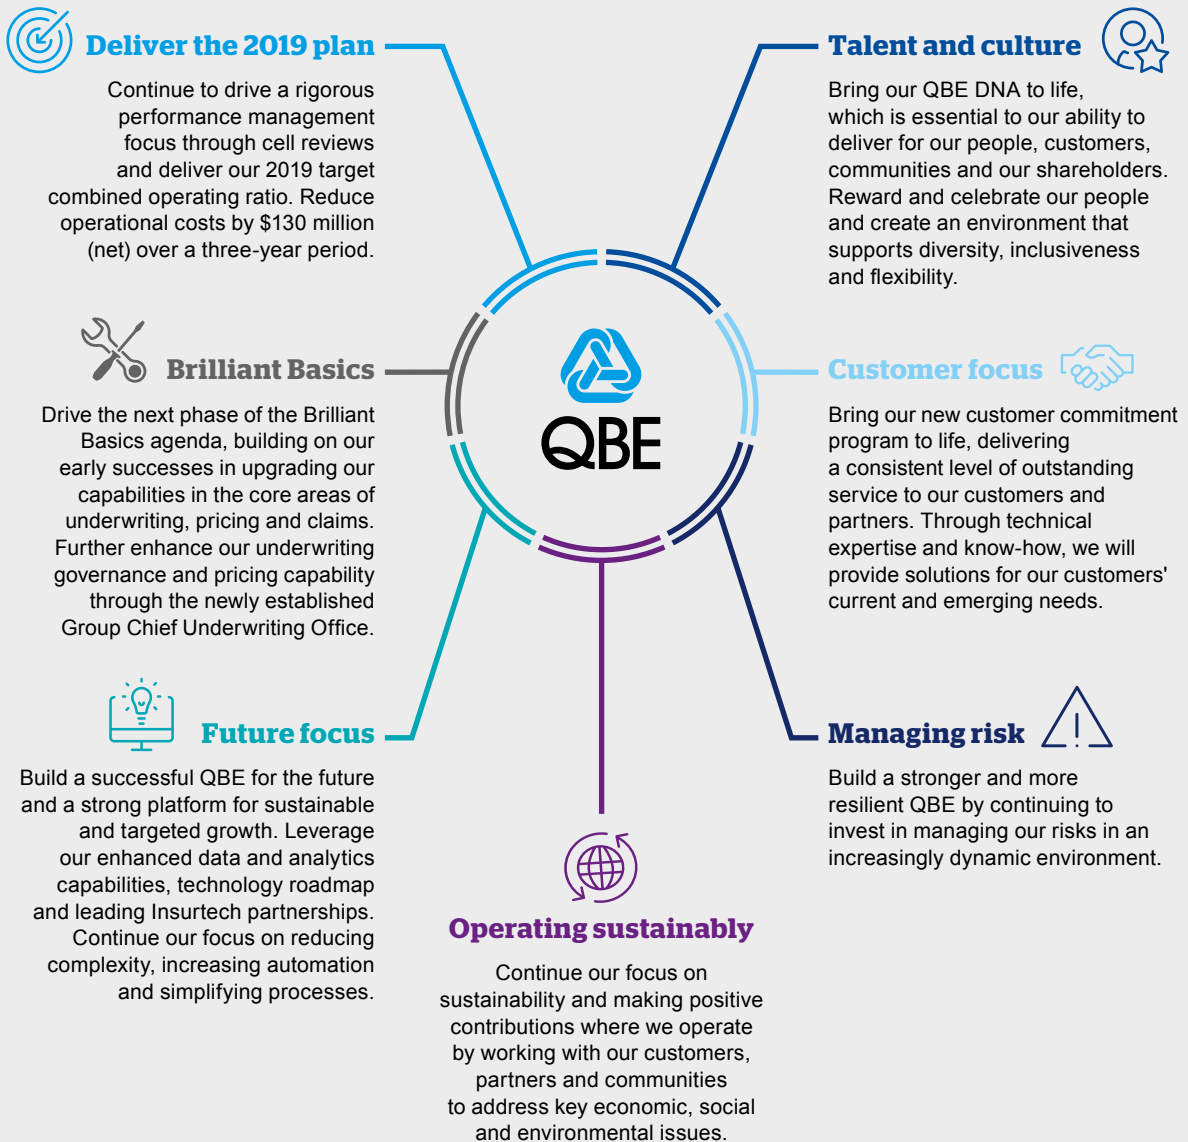 Deliver the 2019 plan
Continue to drive a rigorous
performance management
focus through cell reviews
and deliver our 2019 target
combined operating ratio. Reduce
operational costs by $130 million
(net) over a three-year period.
Talent and culture
Bring our QBE DNA to life,
which is essential to our ability to
deliver for our people, customers,
communities and our shareholders.
Reward and celebrate our people
and create an environment that
supports diversity, inclusiveness
and flexibility.
Brilliant Basics
Drive the next phase of the Brilliant
Basics agenda, building on our
early successes in upgrading our
capabilities in the core areas of
underwriting, pricing and claims.
Further enhance our underwriting
governance and pricing capability
through the newly established
Group Chief Underwriting Office.
QBE
Customer focus
Bring our new customer commitment
program to life, delivering
a consistent level of outstanding
service to our customers and
partners. Through technical
expertise and know-how, we will
provide solutions for our customers'
current and emerging needs.
Future focus
Build a successful QBE for the future
and a strong platform for sustainable
and targeted growth. Leverage
our enhanced data and analytics
capabilities, technology roadmap
and leading Insurtech partnerships.
Continue our focus on reducing
complexity, increasing automation
and simplifying processes.
Managing risk
Build a stronger and more
resilient QBE by continuing to
invest in managing our risks in an
increasingly dynamic environment.
Operating sustainably
Continue our focus on
sustainability and making positive
contributions where we operate
by working with our customers,
partners and communities
to address key economic, social
and environmental issues.